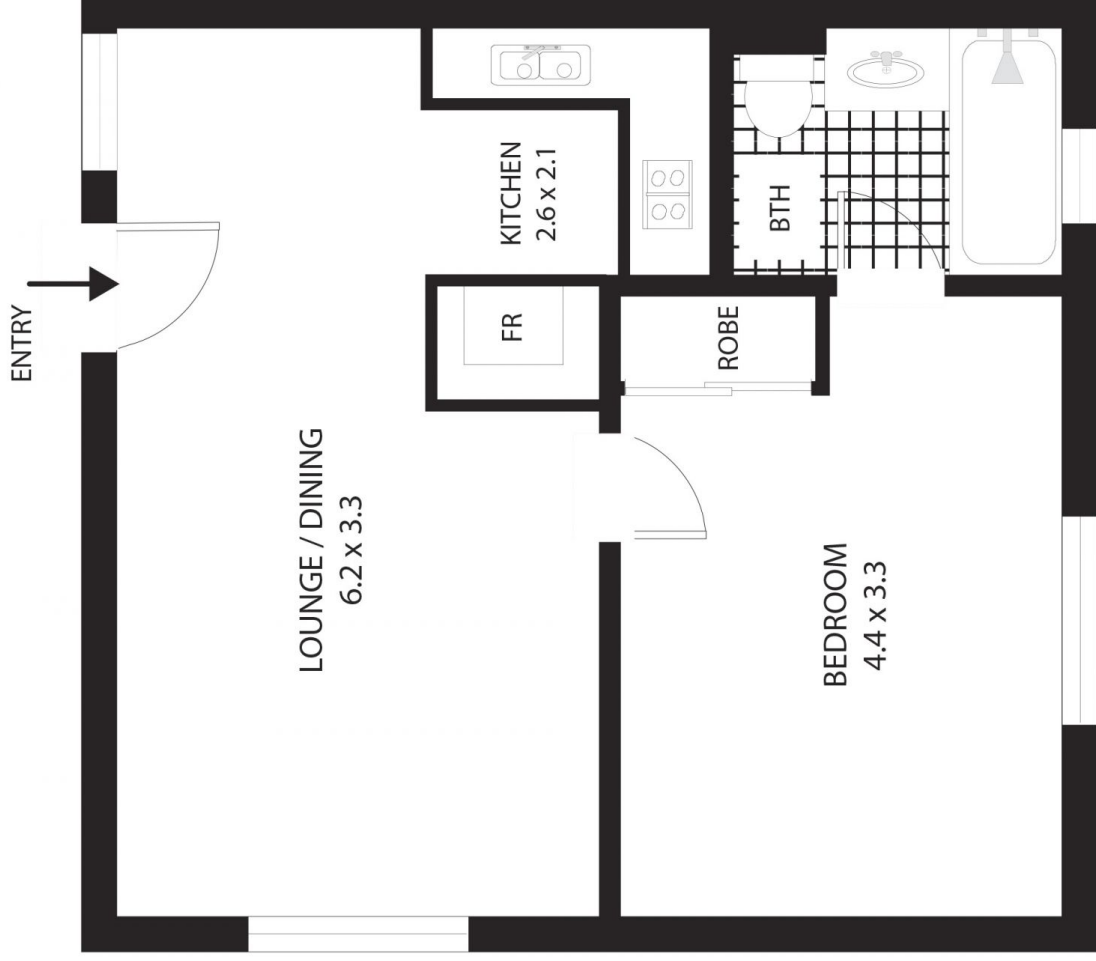 ENTRY
KITCHEN
2.6 x 2.1
BTH
FR
ROBE
LOUNGE / DINING
6.2 x 3.3
BEDROOM
4.4 x 3.3